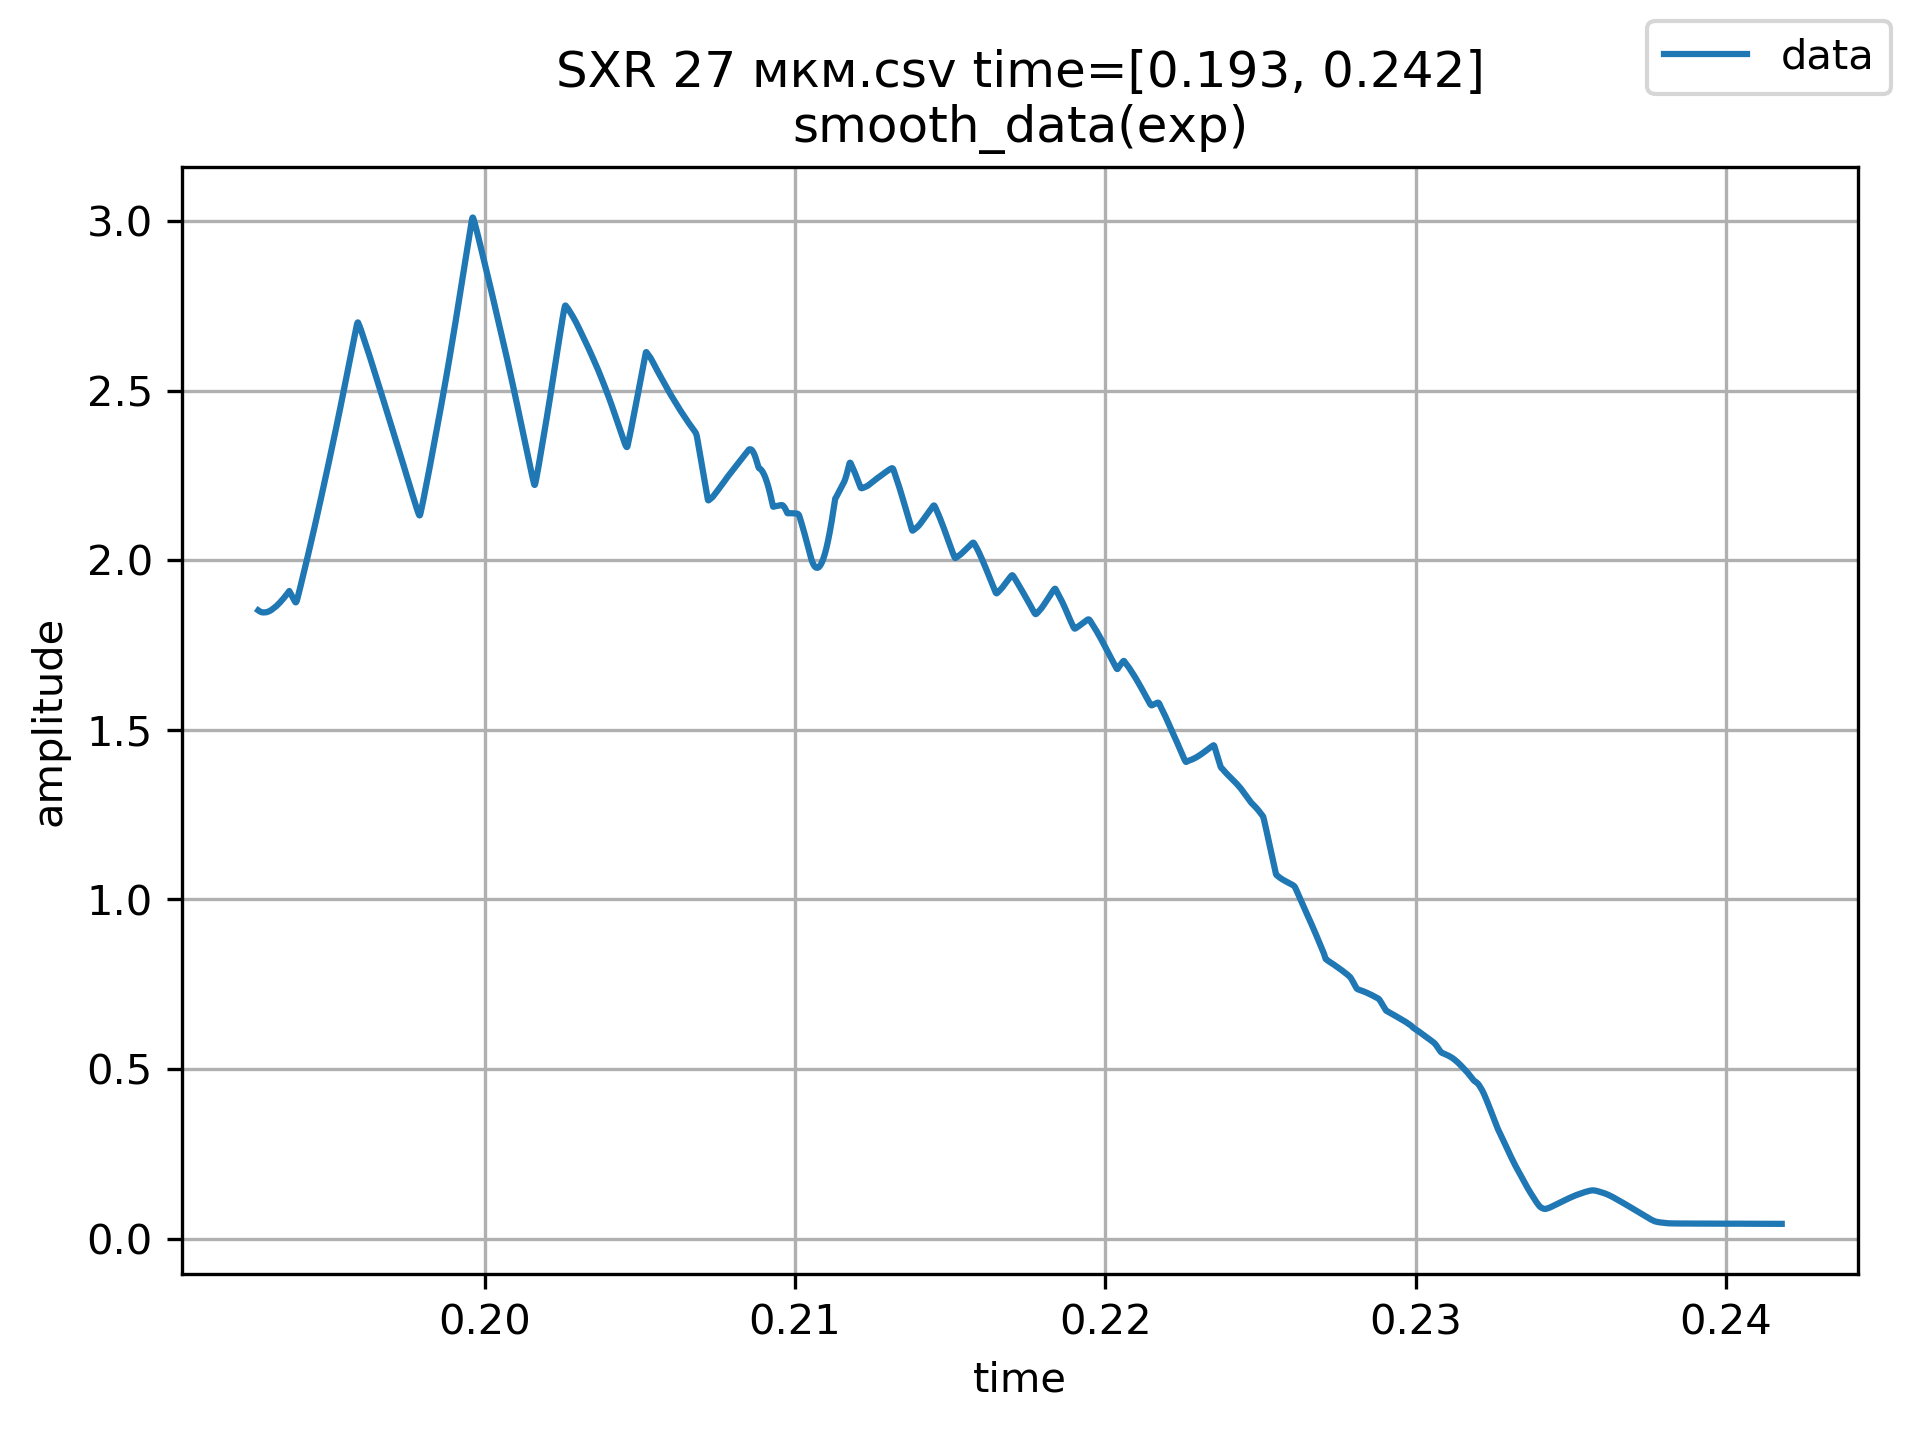 SXR 27 мкм.csv time=[0.193, 0.242]
smooth_data(exp)
data
3.0
2.5
2.0
1.5
1.0
0.5
0.0
amplitude
0.20 0.21 0.22 0.23 0.24
time